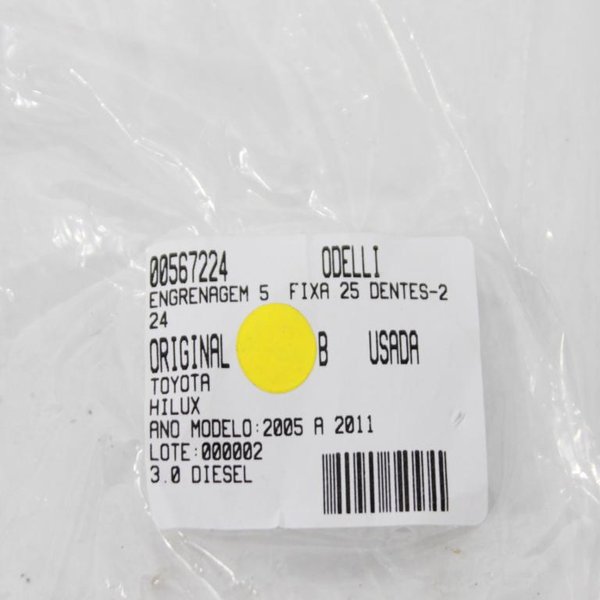 00567224 ODELLI
ENGRENAGEM 5 FIXA 25 DENTES-2
24
ORIGINAL B USADA
TOYOTA
HILUX
ANO MODELO:2005 A 2011
LOTE:000002
3.0 DIESEL